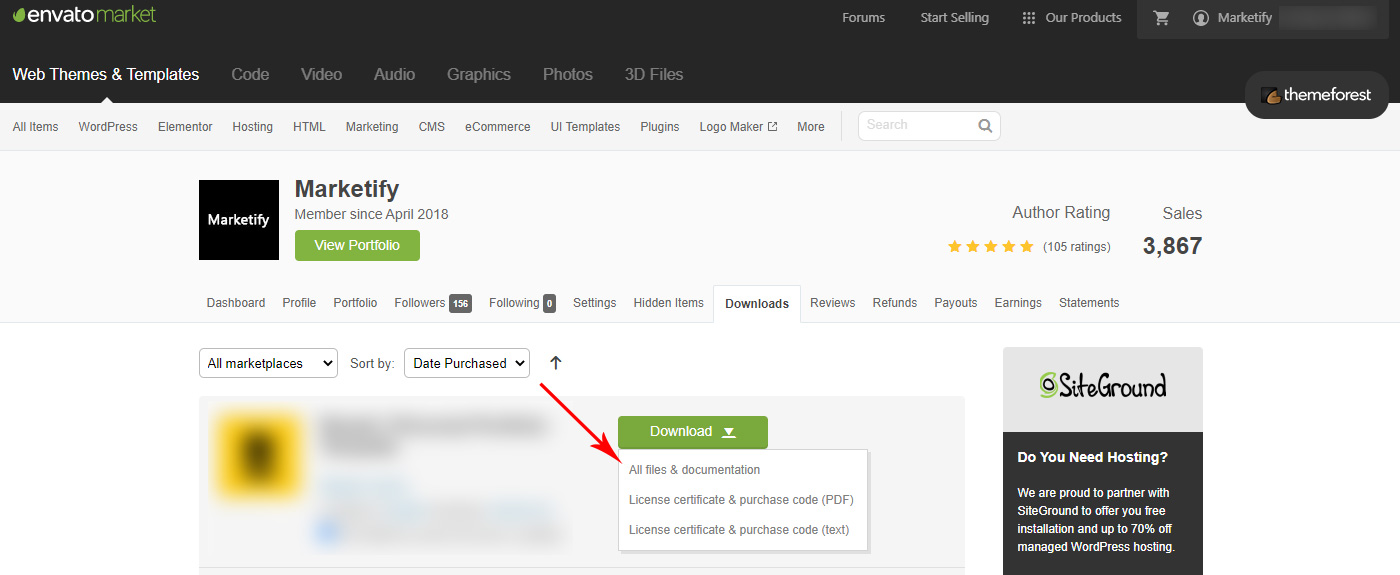 envato market
Forums Start Selling Our Products Marketify
Web Themes & Templates Code Video Audio Graphics Photos 3D Files
themeforest
All Items WordPress Elementor Hosting HTML Marketing CMS eCommerce UI Templates Plugins Logo Maker More Search
Marketify
Marketify
Member since April 2018
View Portfolio
Author Rating Sales
(105 ratings) 3,867
Dashboard Profile Portfolio Followers 156 Following 0 Settings Hidden Items Downloads Reviews Refunds Payouts Earnings Statements
All marketplaces Sort by: Date Purchased
Download
All files & documentation
License certificate & purchase code (PDF)
License certificate & purchase code (text)
SiteGround
Do You Need Hosting?
We are proud to partner with
SiteGround to offer you free
installation and up to 70% off
managed WordPress hosting.